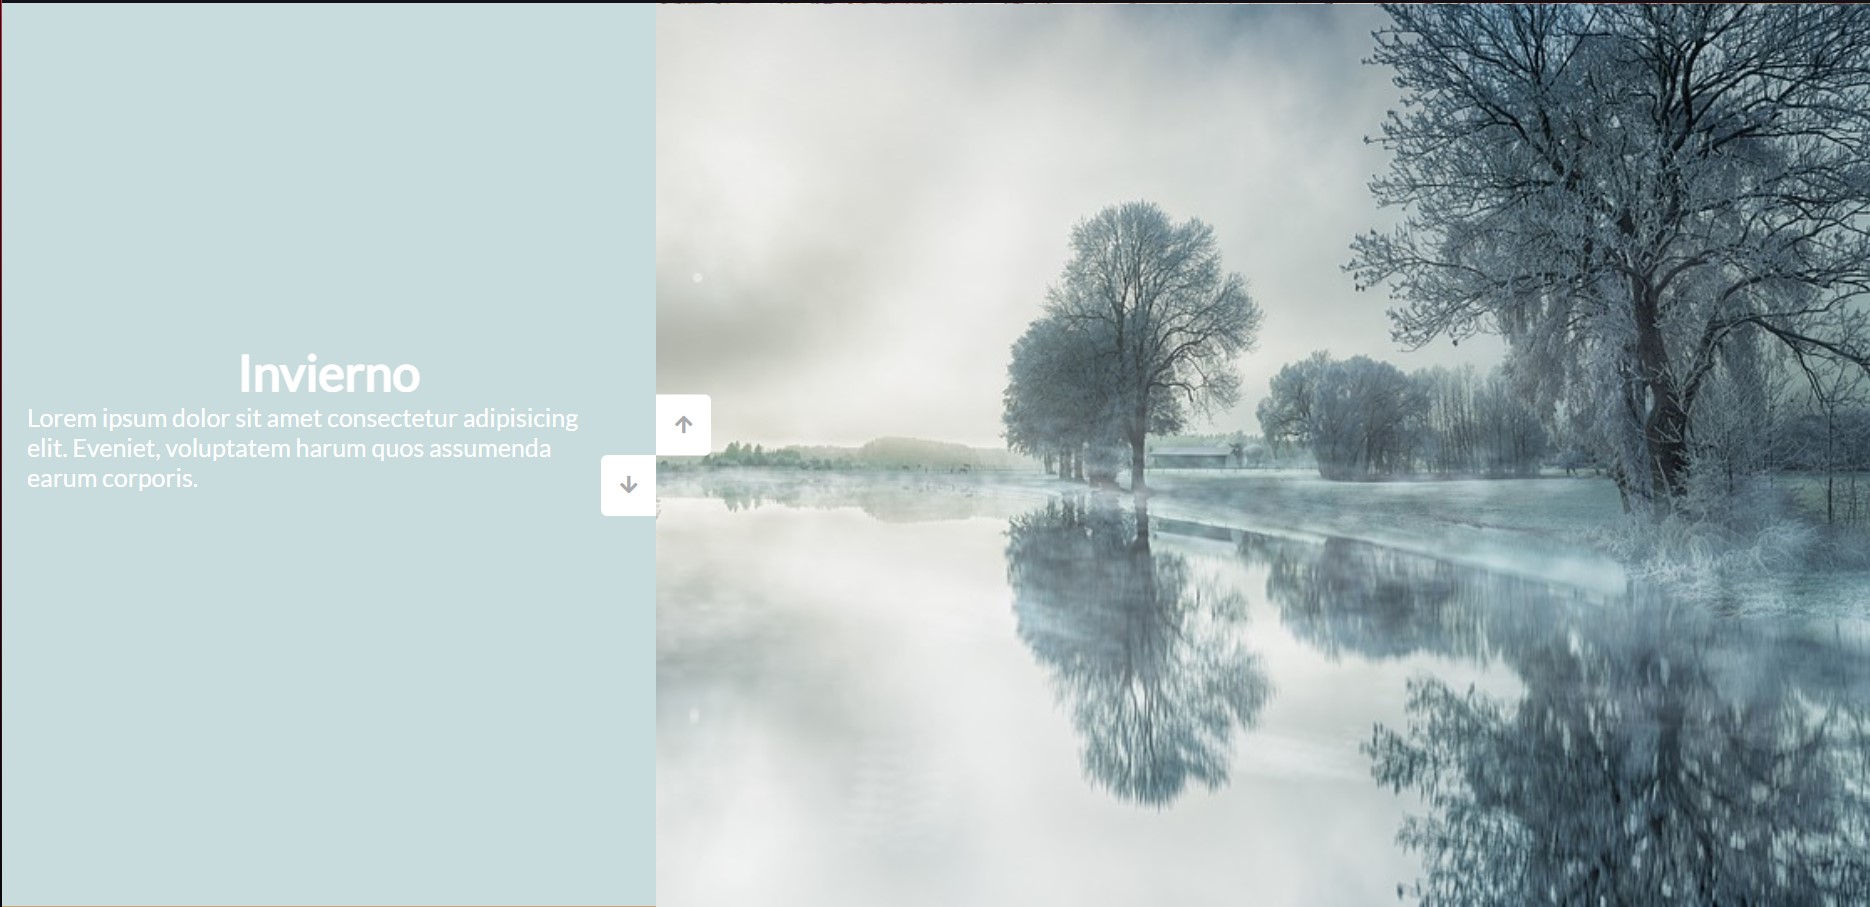 Invierno
Lorem ipsum dolor sit amet consectetur adipisicing
elit. Eveniet, voluptatem harum quos assumenda
earum corporis.